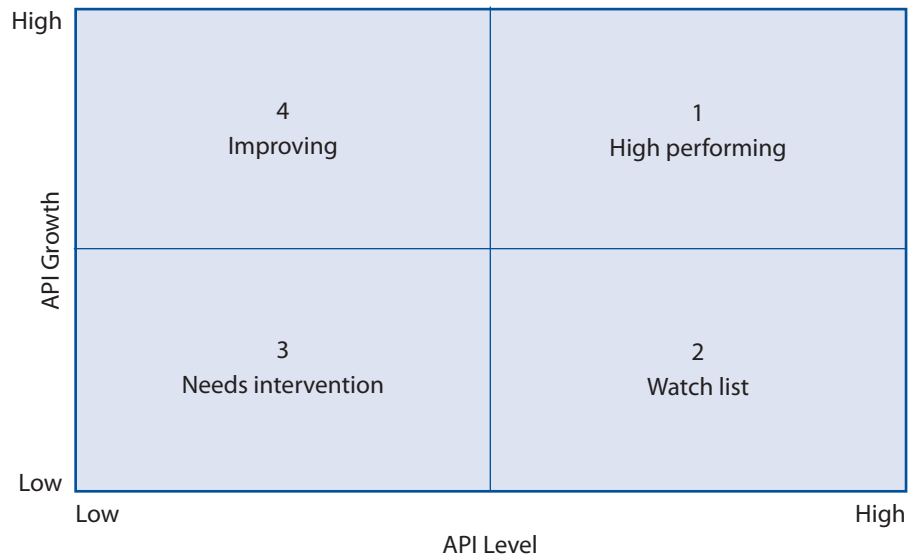 High
4
Improving
1
High performing
API Growth
3
Needs intervention
2
Watch list
Low
Low
High
API Level